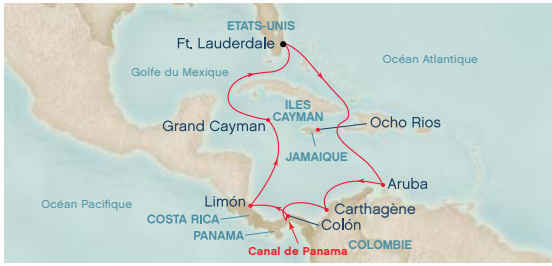 ETATS-UNIS
Ft. Lauderdale
Océan Atlantique
Golfe du Mexique
ILES
CAYMAN
Grand Cayman
Ocho Rios
JAMAIQUE
Aruba
Limón
Océan Pacifique
Carthagène
COSTA RICA
Colón
PANAMA
COLOMBIE
Canal de Panama